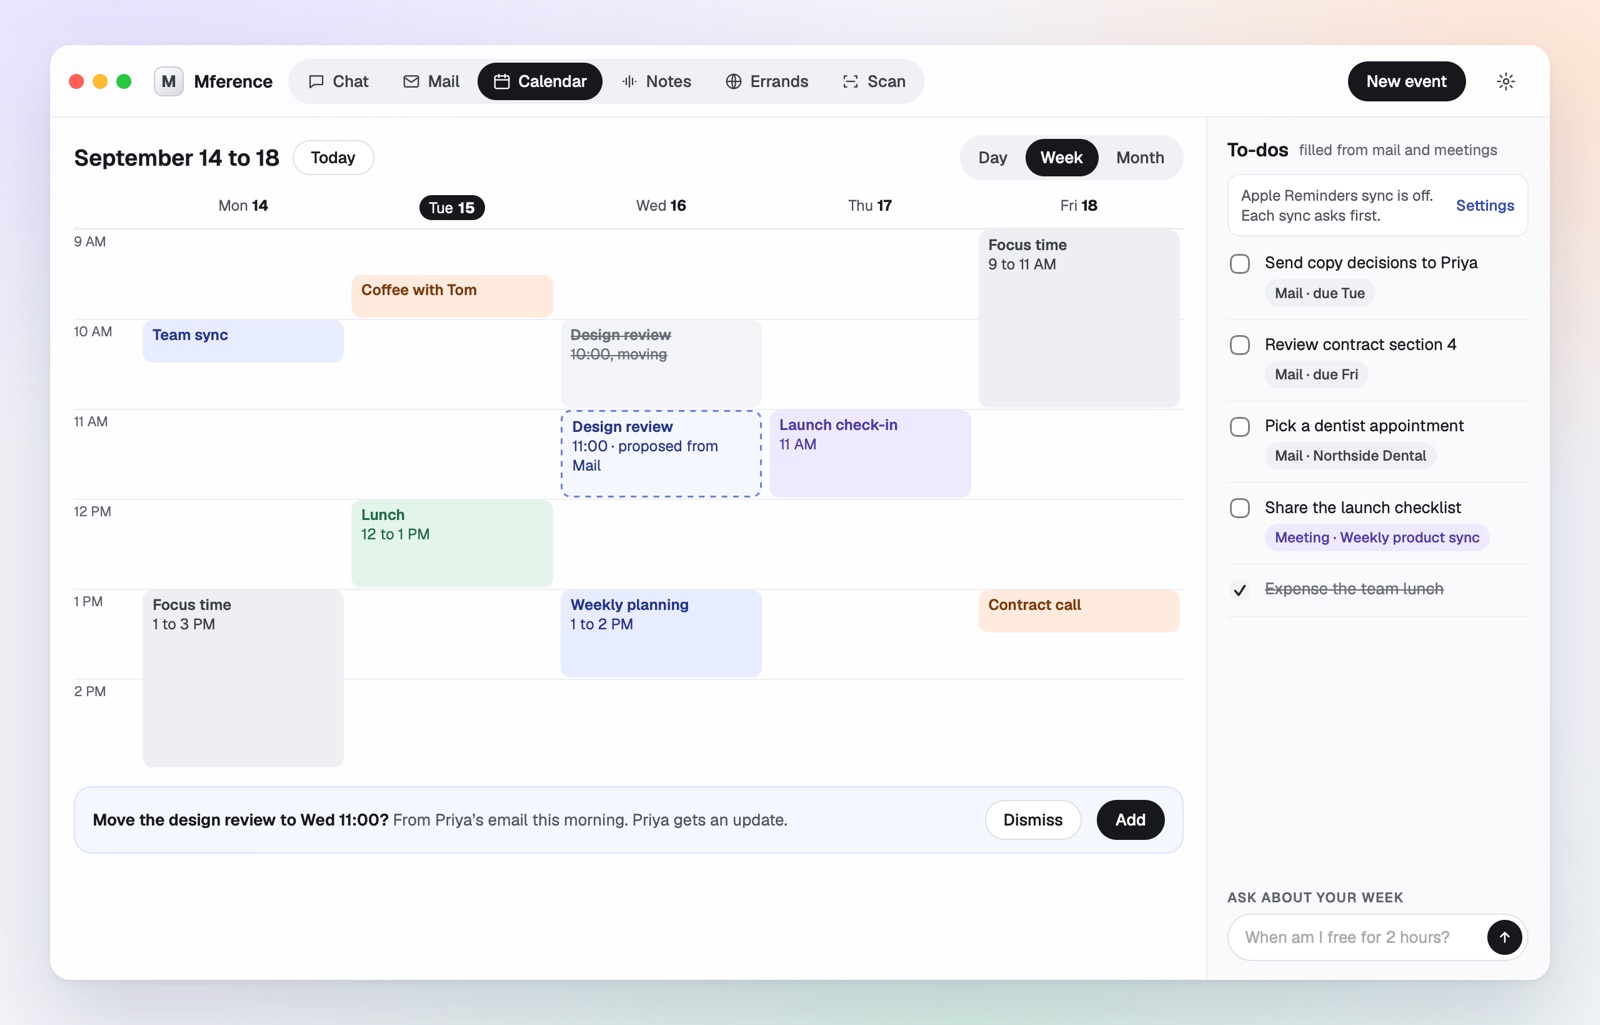 M Mference
Chat
Mail
Calendar
Notes
Errands
Scan
New event
September 14 to 18
Today
Day
Week
Month
Mon 14
Tue 15
Wed 16
Thu 17
Fri 18
9 AM
10 AM
11 AM
12 PM
1 PM
2 PM
Team sync
Focus time
1 to 3 PM
Coffee with Tom
Lunch
12 to 1 PM
Design review
10:00, moving
Design review
11:00 · proposed from
Mail
Weekly planning
1 to 2 PM
Launch check-in
11 AM
Focus time
9 to 11 AM
Contract call
Move the design review to Wed 11:00? From Priya’s email this morning. Priya gets an update.
Dismiss
Add
To-dos filled from mail and meetings
Apple Reminders sync is off.
Each sync asks first.
Settings
Send copy decisions to Priya
Mail · due Tue
Review contract section 4
Mail · due Fri
Pick a dentist appointment
Mail · Northside Dental
Share the launch checklist
Meeting · Weekly product sync
Expense the team lunch
ASK ABOUT YOUR WEEK
When am I free for 2 hours?